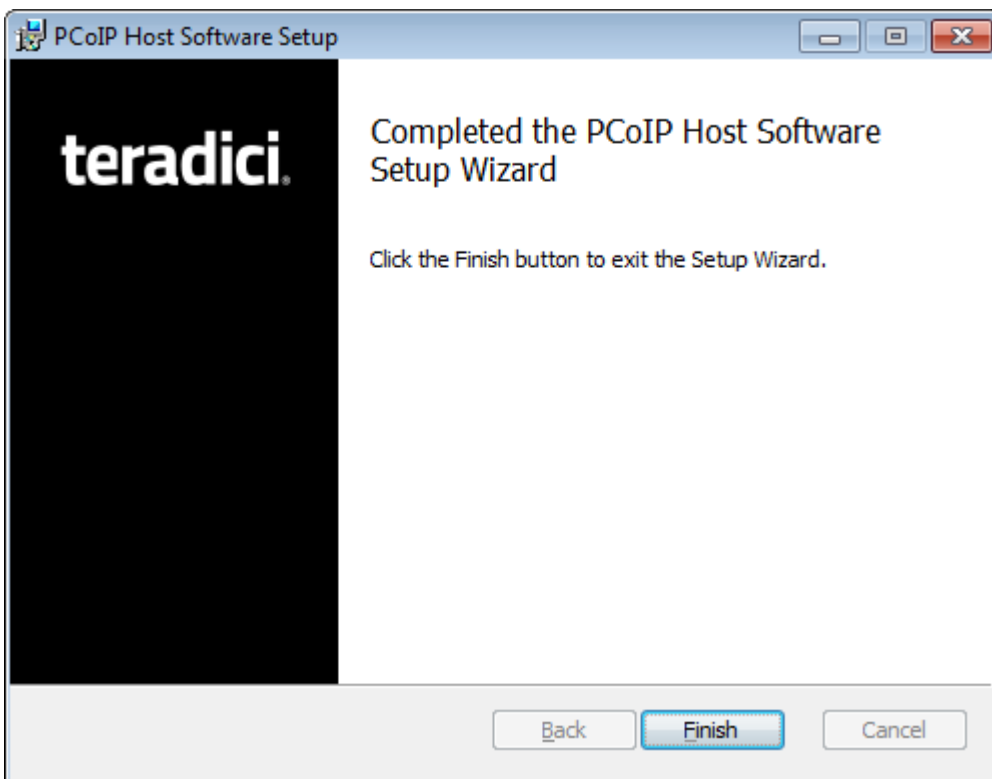 PCoIP Host Software Setup
teradici.
Completed the PCoIP Host Software
Setup Wizard
Click the Finish button to exit the Setup Wizard.
Back
Finish
Cancel